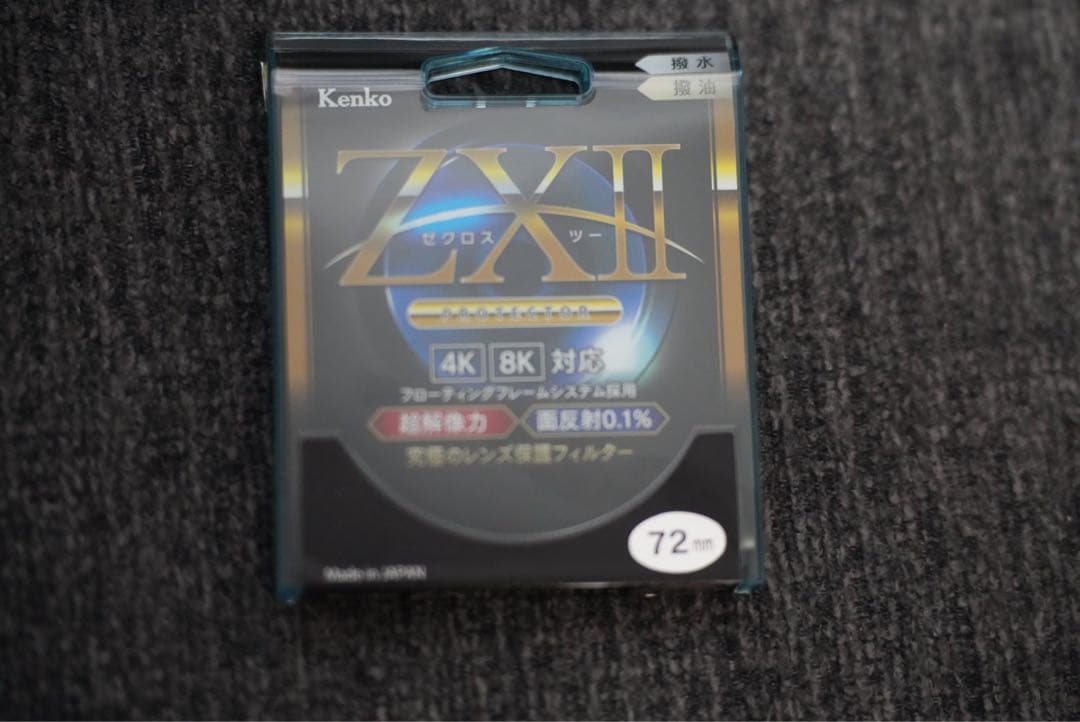 撥水
撥油
Kenko
ZXII
ゼクロス ツー
PROTECTOR
4K 8K 対応
フローティングフレームシステム採用
超解像力 面反射0.1%
究極のレンズ保護フィルター
72mm
Made in JAPAN